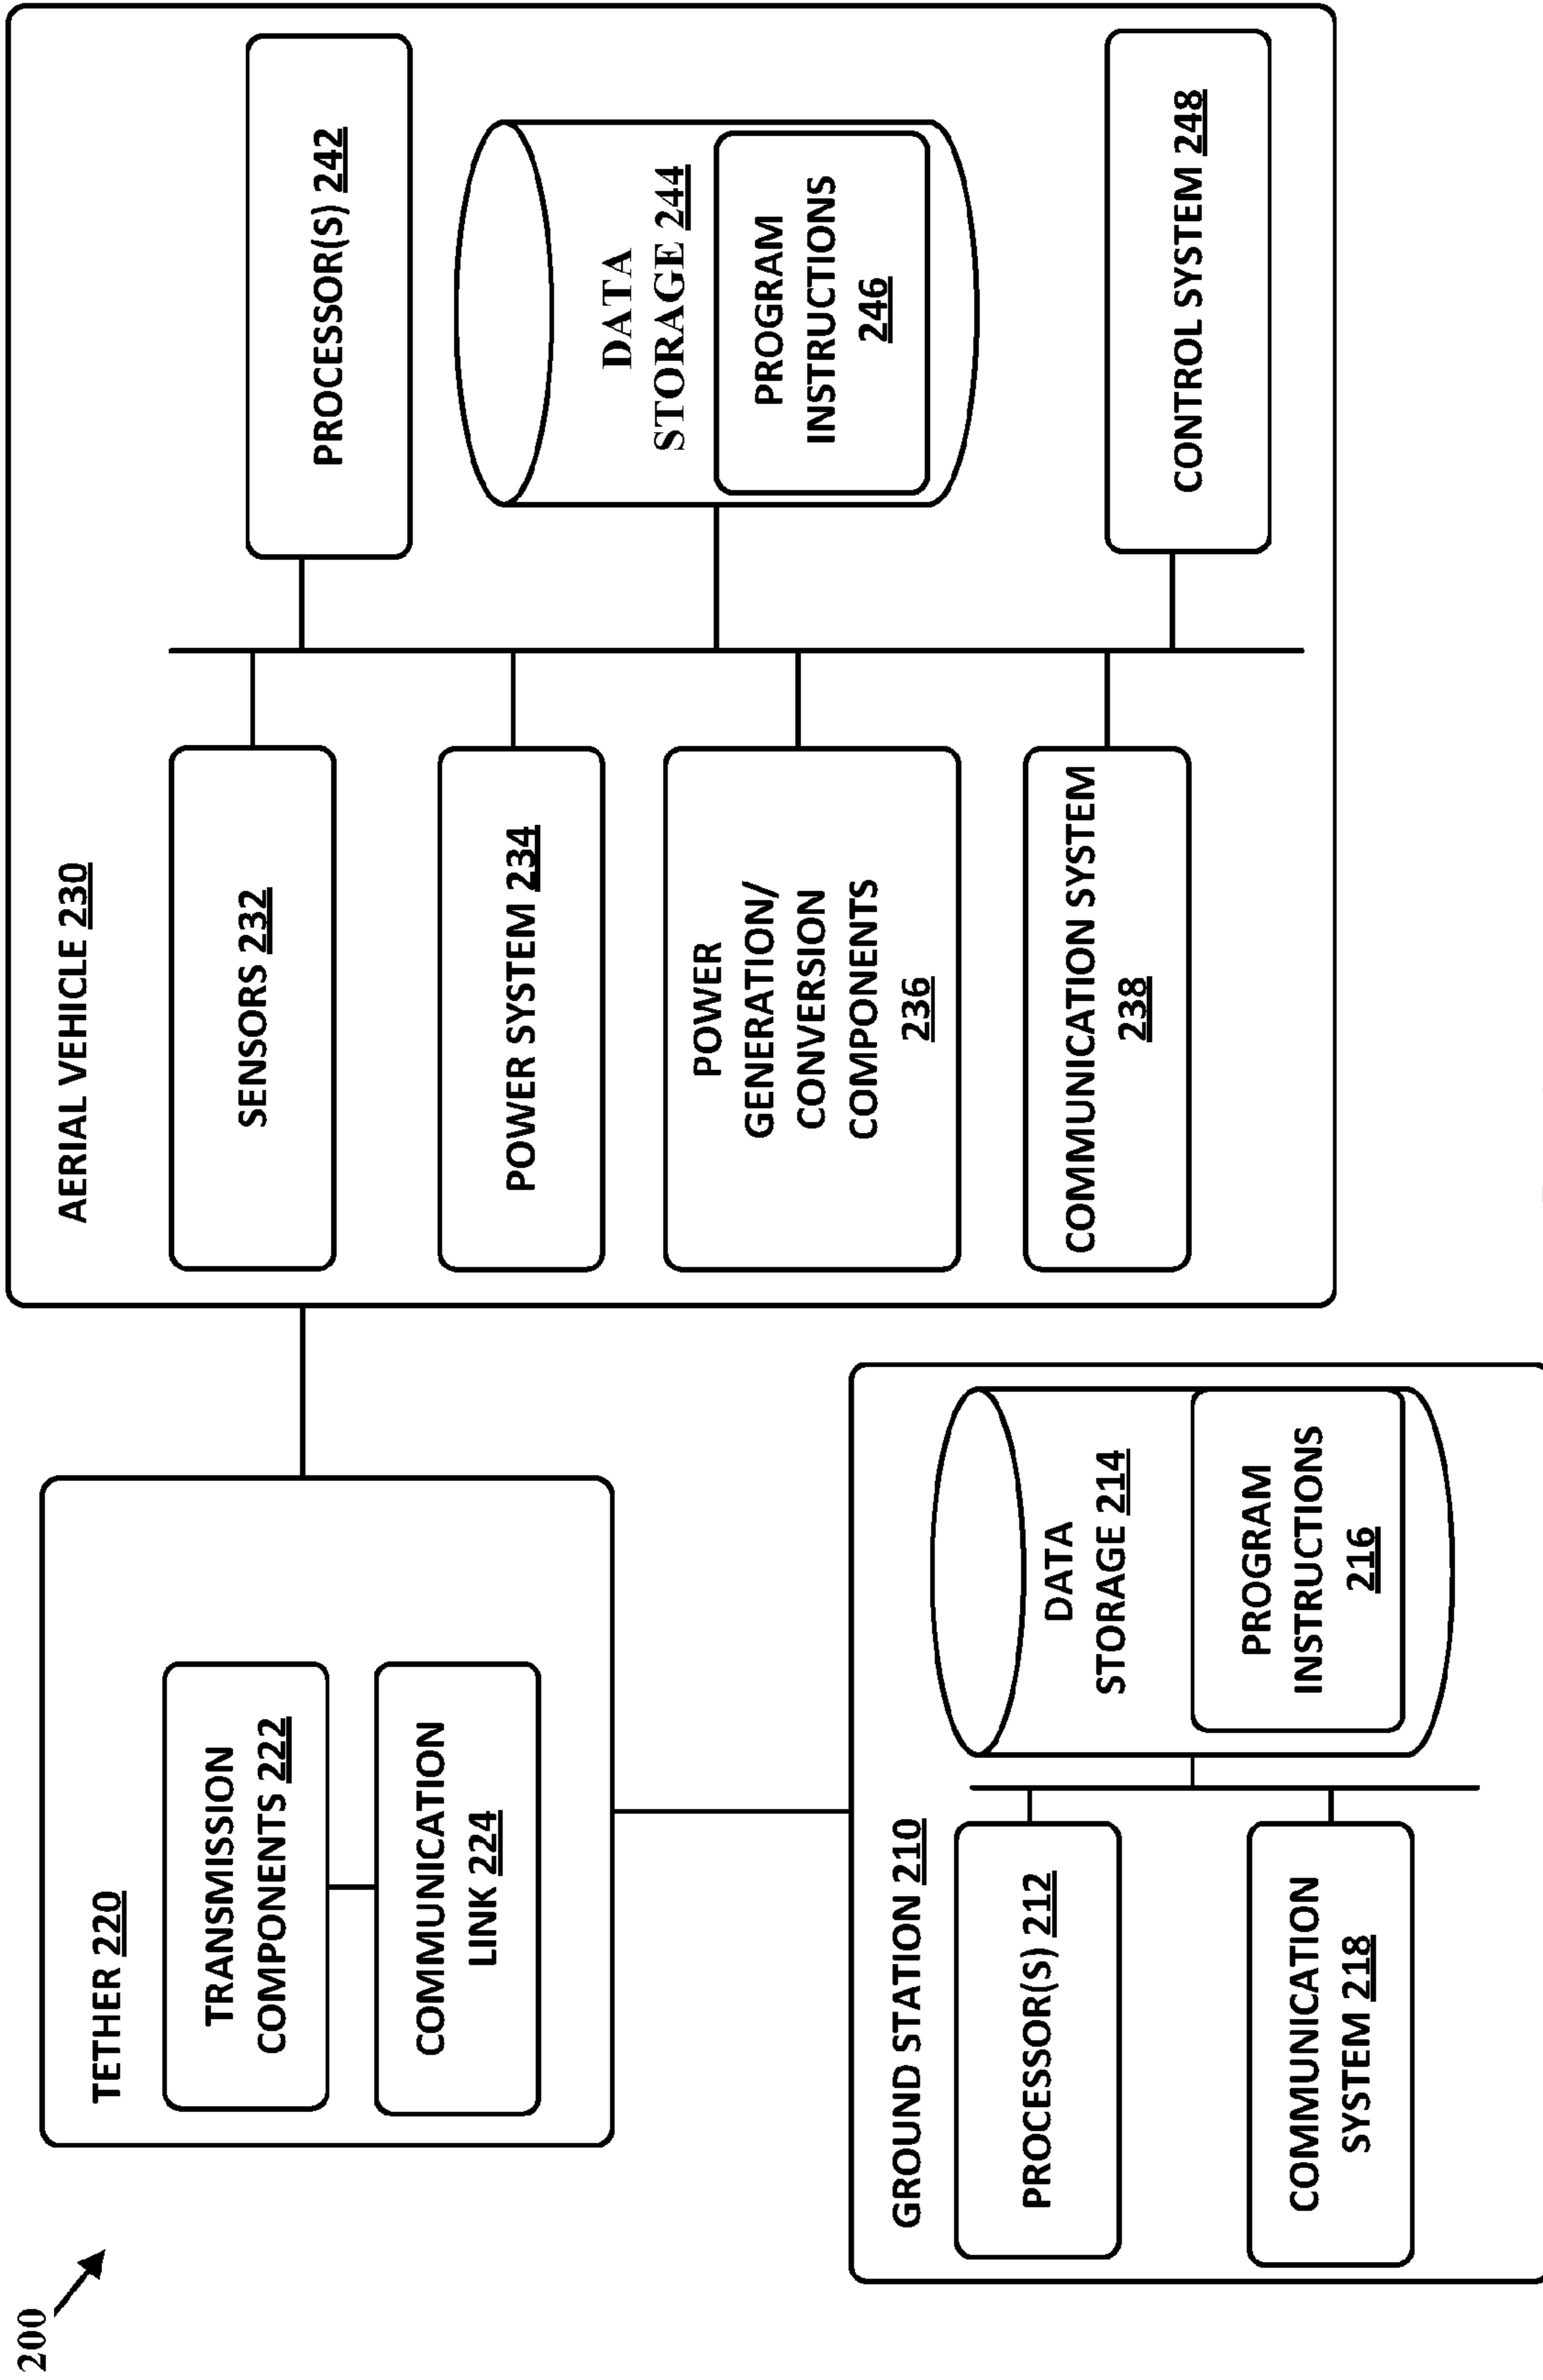 200
TETHER 220
TRANSMISSION
COMPONENTS 222
COMMUNICATION
LINK 224
GROUND STATION 210
PROCESSOR(S) 212
COMMUNICATION
SYSTEM 218
DATA
STORAGE 214
PROGRAM
INSTRUCTIONS
216
AERIAL VEHICLE 230
SENSORS 232
POWER SYSTEM 234
POWER
GENERATION/
CONVERSION
COMPONENTS
236
COMMUNICATION SYSTEM
238
PROCESSOR(S) 242
DATA
STORAGE 244
PROGRAM
INSTRUCTIONS
246
CONTROL SYSTEM 248